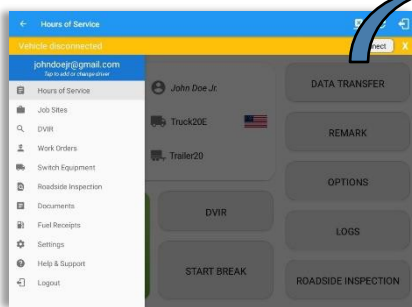 Hours of Service
Vehicle disconnected
nect X
johndoejr@gmail.com
Tap to add or change driver
Hours of Service
Job Sites
DVIR
Work Orders
Switch Equipment
Roadside Inspection
Documents
Fuel Receipts
Settings
Help & Support
Logout
John Doe Jr.
Truck20E
Trailer20
DVIR
START BREAK
DATA TRANSFER
REMARK
OPTIONS
LOGS
ROADSIDE INSPECTION